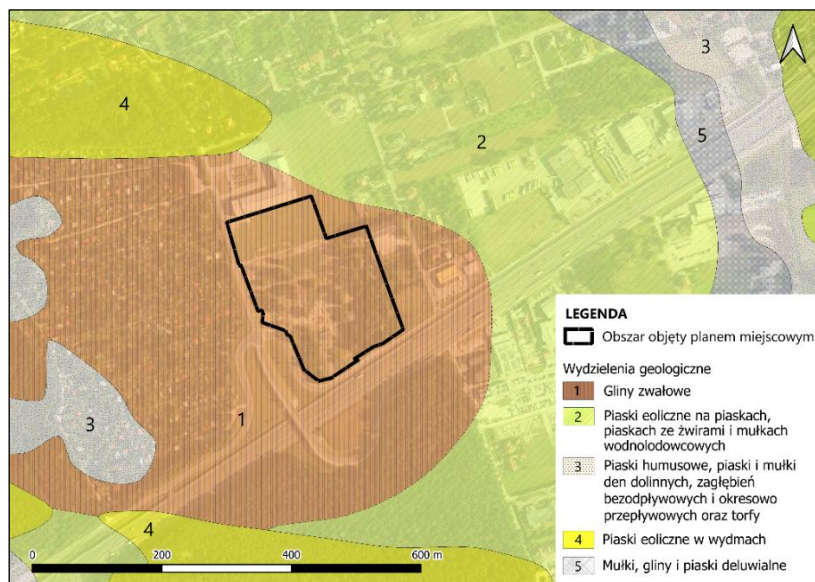 4
3
2
5
3
1
4
LEGENDA
Obszar objęty planem miejscowym
Wydzielenia geologiczne
1 Gliny zwałowe
2 Piaski eoliczne na piaskach,
piaskach ze żwirami i mułkach
wodnolodowcowych
3 Piaski humusowe, piaski i mułki
den dolinnych, zagłębień
bezodpływowych i okresowo
przepływowych oraz torfy
4 Piaski eoliczne w wydmach
5 Mułki, gliny i piaski deluwialne
0 200 400 600 m